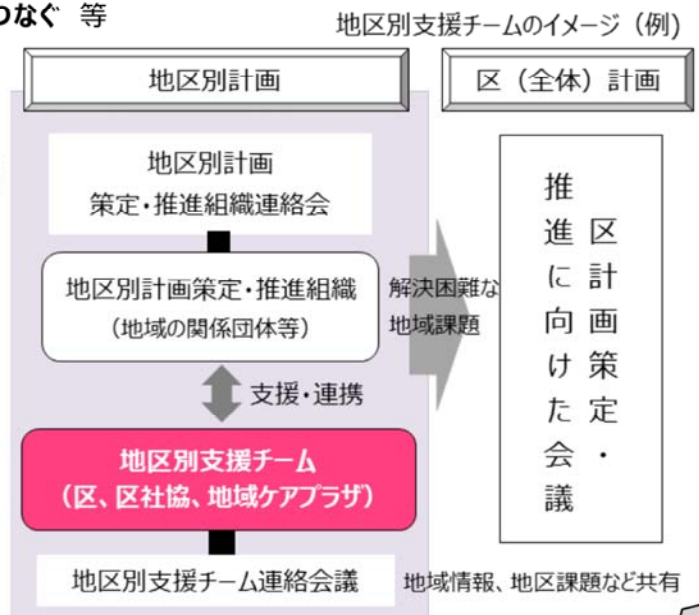 つなぐ 等
地区別支援チームのイメージ（例)
地区別計画
区（全体）計画
地区別計画
策定・推進組織連絡会
地区別計画策定・推進組織
（地域の関係団体等）
解決困難な
地域課題
支援・連携
地区別支援チーム
（区、区社協、地域ケアプラザ）
地区別支援チーム連絡会議
地域情報、地区課題など共有
区計画策定・
推進に向けた会議